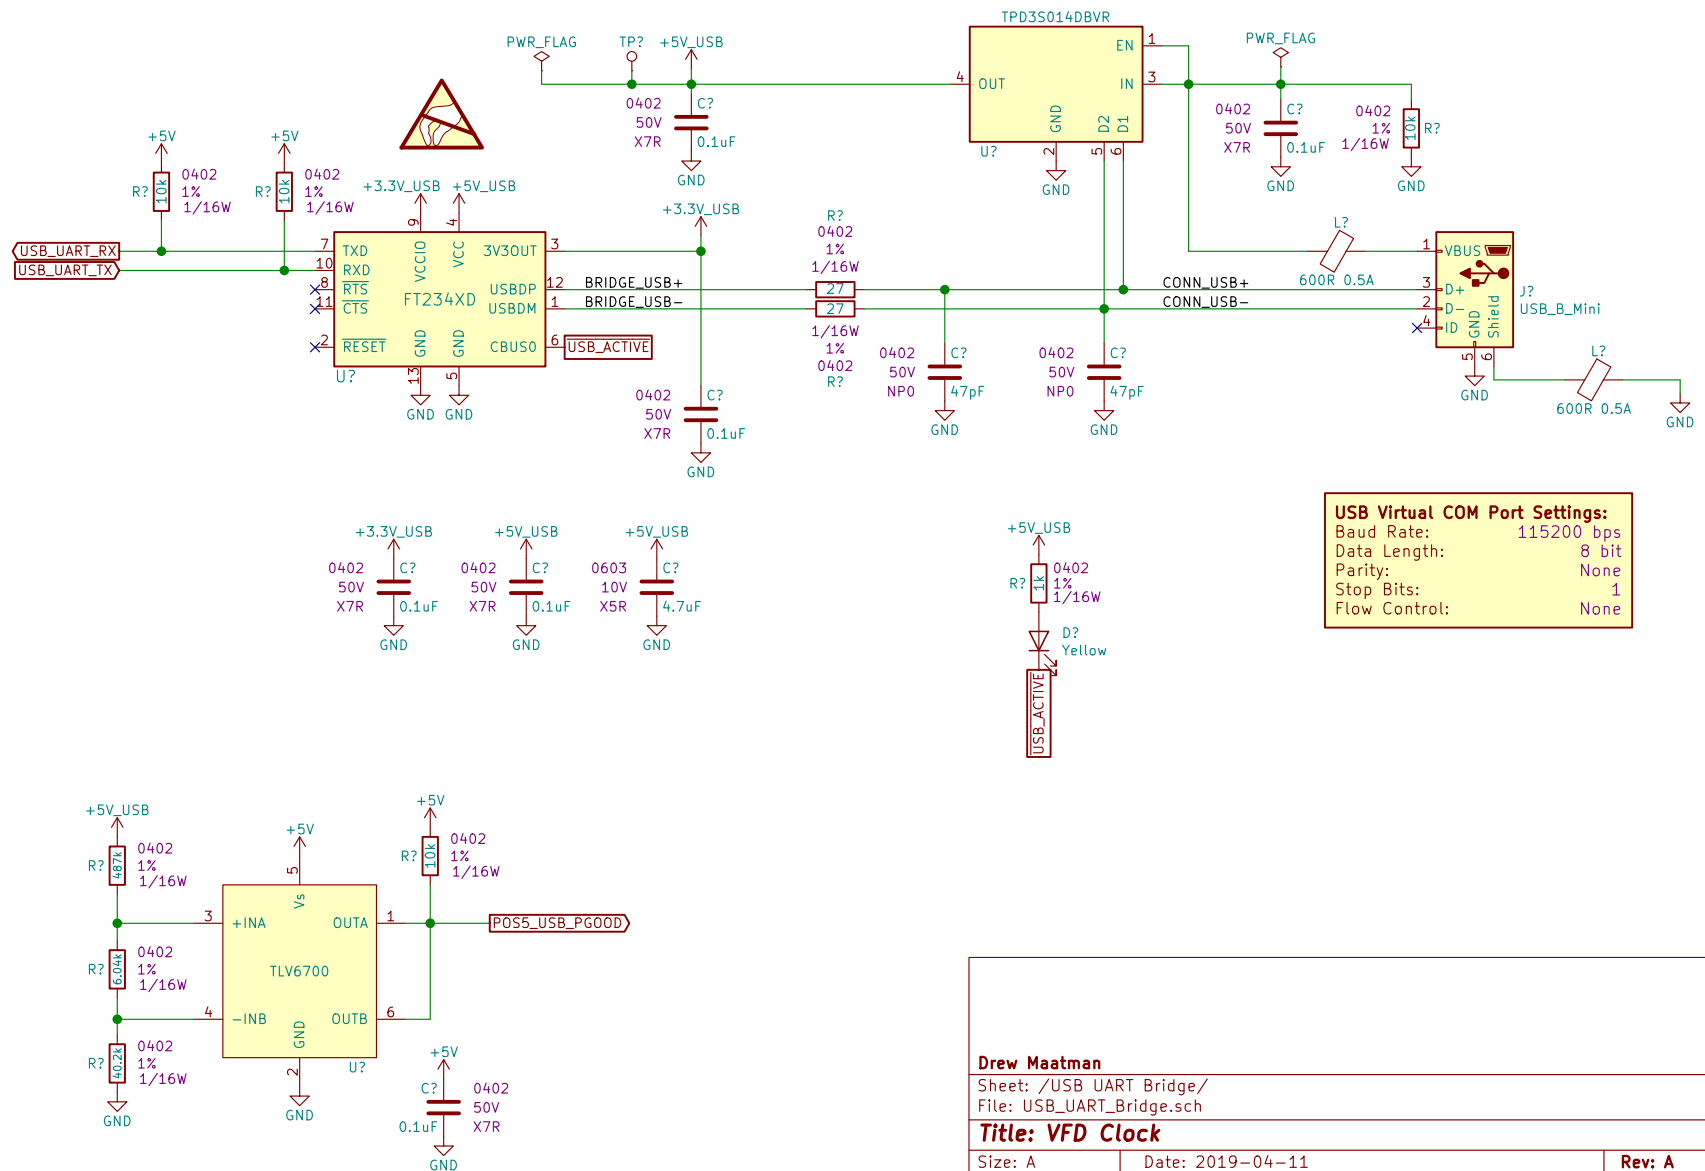 TPD3S014DBVR
PWR_FLAG
TP?
+5V_USB
4 OUT
EN 1
IN 3
GND
D2
D1
2
5
6
U?
GND
PWR_FLAG
0402 C?
50V
X7R 0.1uF
GND
0402 C?
50V
X7R 0.1uF
GND
0402
1%
1/16W
10k
R?
GND
+5V
R? 10k
0402
1%
1/16W
+5V
R? 10k
0402
1%
1/16W
+3.3V_USB
+5V_USB
+3.3V_USB
USB_UART_RX
USB_UART_TX
7 TXD
10 RXD
8 RTS
11 CTS
2 RESET
9 VCCIO
4 VCC
FT234XD
3V3OUT 3
USBDP 12
USBDM 1
CBUS0 6
GND 13
GND 5
U?
GND
GND
BRIDGE_USB+
BRIDGE_USB-
USB_ACTIVE
R?
0402
1%
1/16W
27
27
1/16W
1%
0402
R?
CONN_USB+
CONN_USB-
0402 C?
50V
X7R 0.1uF
GND
0402 C?
50V
NP0 47pF
GND
0402 C?
50V
NP0 47pF
GND
L?
600R 0.5A
1 VBUS
3 D+
2 D-
4 ID
GND
Shield
5
6
J?
USB_B_Mini
GND
L?
600R 0.5A
GND
+3.3V_USB
0402 C?
50V
X7R 0.1uF
GND
+5V_USB
0402 C?
50V
X7R 0.1uF
GND
+5V_USB
0603 C?
10V
X5R 4.7uF
GND
+5V_USB
R? 1k
0402
1%
1/16W
D?
Yellow
USB_ACTIVE
USB Virtual COM Port Settings:
Baud Rate: 115200 bps
Data Length: 8 bit
Parity: None
Stop Bits: 1
Flow Control: None
+5V_USB
R? 487k
0402
1%
1/16W
R? 6.04k
0402
1%
1/16W
R? 40.2k
0402
1%
1/16W
GND
+5V
5
Vs
3 +INA
4 -INB
TLV6700
OUTA 1
OUTB 6
GND
2
U?
GND
+5V
R? 10k
0402
1%
1/16W
POS5_USB_PGOOD
+5V
C? 0402
50V
0.1uF X7R
GND
Drew Maatman
Sheet: /USB UART Bridge/
File: USB_UART_Bridge.sch
Title: VFD Clock
Size: A Date: 2019-04-11 Rev: A